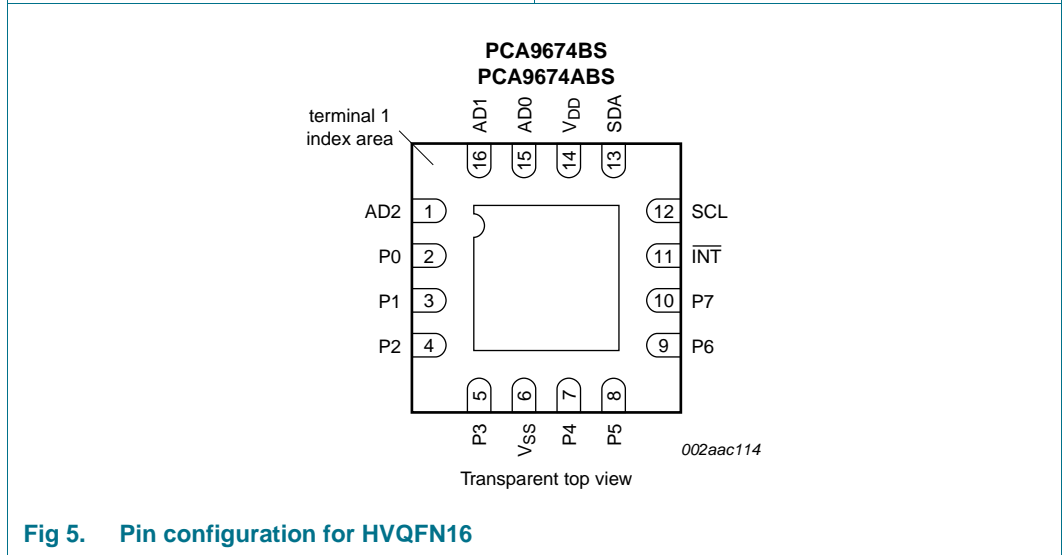 PCA9674BS
PCA9674ABS
terminal 1
index area
AD1
AD0
VDD
SDA
16
15
14
13
AD2 1
12 SCL
P0 2
11 INT
P1 3
10 P7
P2 4
9 P6
5
6
7
8
P3
VSS
P4
P5
002aac114
Transparent top view
Fig 5. Pin configuration for HVQFN16